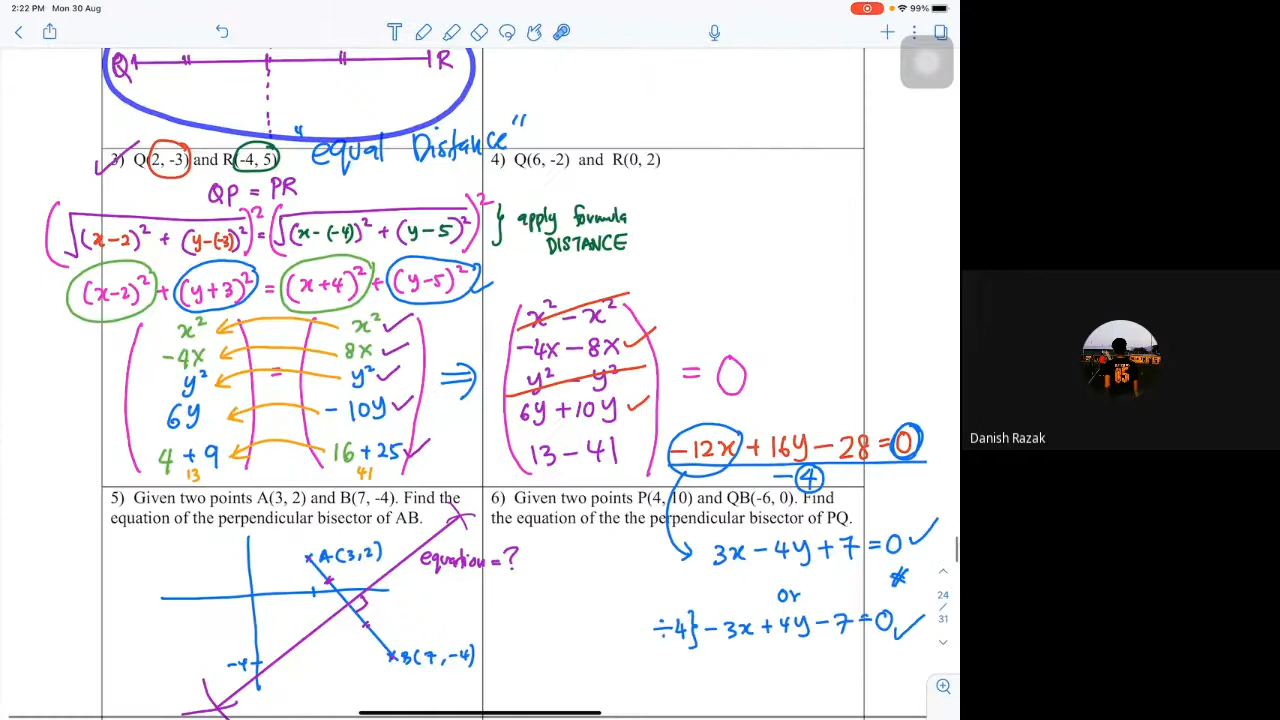 2:22 PM Mon 30 Aug
99%
Q R
"equal Distance"
3) Q(2, -3) and R(-4, 5)
QP = PR
(√(x-2)² + (y-(-3))²)² = (√(x-(-4))² + (y-5)²)²
} apply formula
DISTANCE
(x-2)² + (y+3)² = (x+4)² + (y-5)²
x² x²
-4x 8x
y² = y²
6y -10y
4 + 9 16 + 25
13 41
⇒
x² - x²
-4x - 8x
y² - y² = 0
6y + 10y
13 - 41
4) Q(6, -2) and R(0, 2)
-12x + 16y - 28 = 0
-4
3x - 4y + 7 = 0
*
or
÷4} -3x + 4y - 7 = 0
5) Given two points A(3, 2) and B(7, -4). Find the
equation of the perpendicular bisector of AB.
A(3,2)
equation = ?
-4
B(7, -4)
6) Given two points P(4, 10) and QB(-6, 0). Find
the equation of the the perpendicular bisector of PQ.
24
/
31
85
Danish Razak